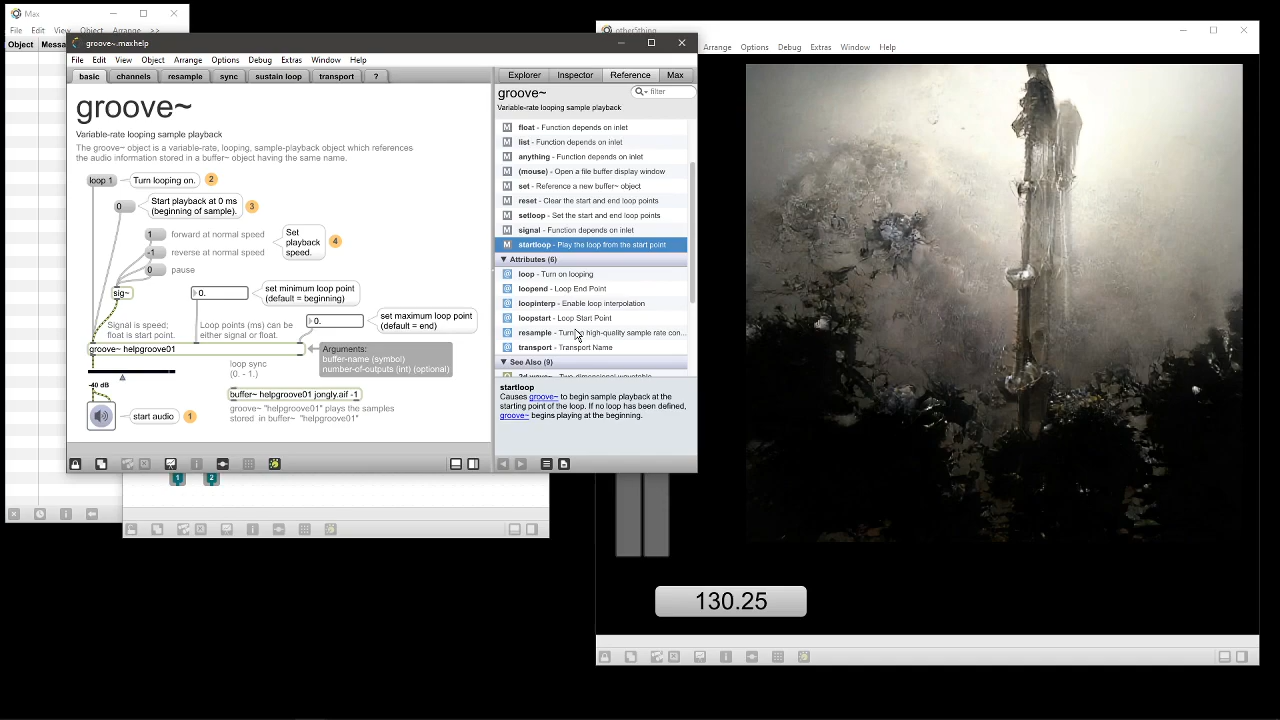 Max
File Edit View Object Arrange >>
Object Messa
groove~.maxhelp
File Edit View Object Arrange Options Debug Extras Window Help
basic channels resample sync sustain loop transport ?
groove~
Variable-rate looping sample playback
The groove~ object is a variable-rate, looping, sample-playback object which references
the audio information stored in a buffer~ object having the same name.
loop 1 Turn looping on. 2
0 Start playback at 0 ms
(beginning of sample). 3
1 forward at normal speed
-1 reverse at normal speed
0 pause
Set
playback
speed. 4
sig~
0. set minimum loop point
(default = beginning)
0. set maximum loop point
(default = end)
Signal is speed;
float is start point.
Loop points (ms) can be
either signal or float.
groove~ helpgroove01
Arguments:
buffer-name (symbol)
number-of-outputs (int) (optional)
loop sync
(0. - 1.)
-40 dB
buffer~ helpgroove01 jongly.aif -1
groove~ "helpgroove01" plays the samples
stored in buffer~ "helpgroove01"
start audio 1
1 2
Explorer Inspector Reference Max
groove~
filter
Variable-rate looping sample playback
M float - Function depends on inlet
M list - Function depends on inlet
M anything - Function depends on inlet
M (mouse) - Open a file buffer display window
M set - Reference a new buffer~ object
M reset - Clear the start and end loop points
M setloop - Set the start and end loop points
M signal - Function depends on inlet
M startloop - Play the loop from the start point
▼ Attributes (6)
@ loop - Turn on looping
@ loopend - Loop End Point
@ loopinterp - Enable loop interpolation
@ loopstart - Loop Start Point
@ resample - Turn on high-quality sample rate con...
@ transport - Transport Name
▼ See Also (9)
startloop
Causes groove~ to begin sample playback at the
starting point of the loop. If no loop has been defined,
groove~ begins playing at the beginning.
Arrange Options Debug Extras Window Help
130.25